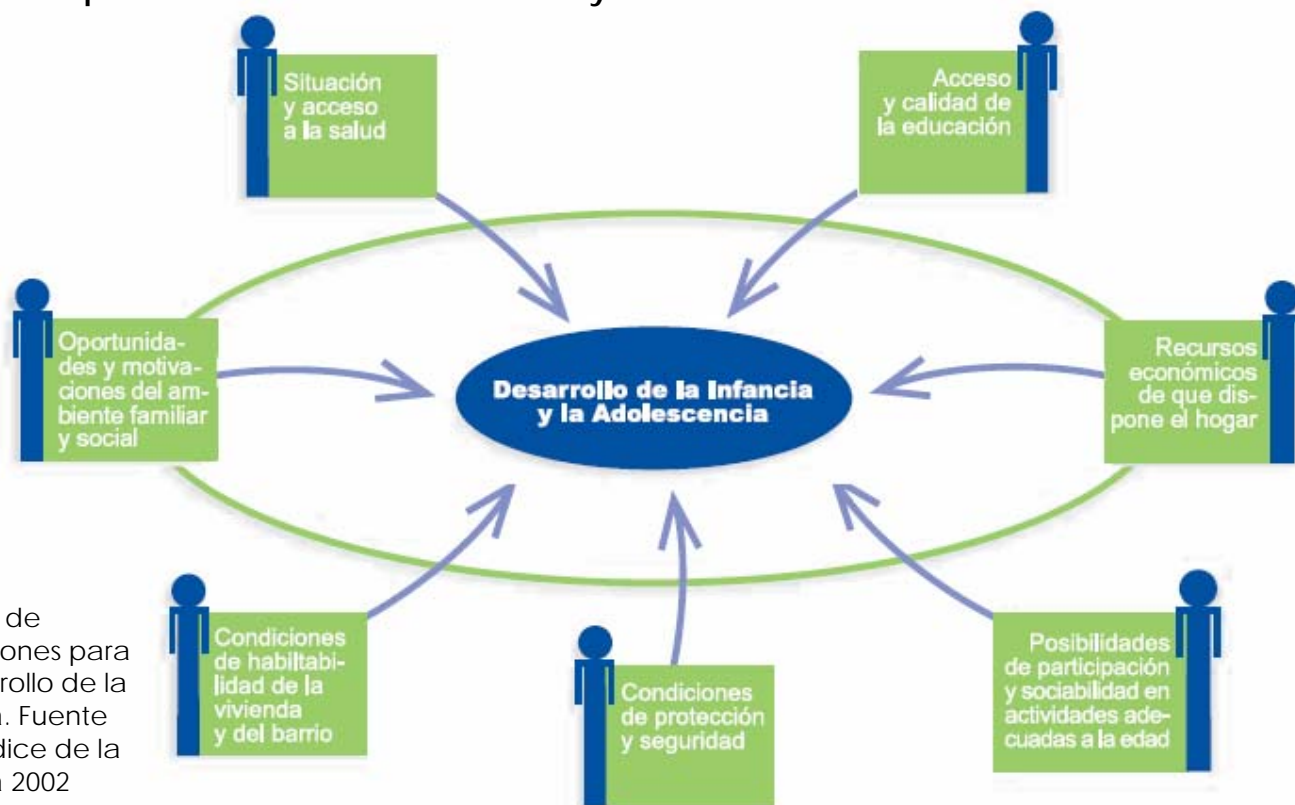 Situación
y acceso
a la salud
Acceso
y calidad de
la educación
Oportunida-
des y motiva-
ciones del am-
biente familiar
y social
Desarrollo de la Infancia
y la Adolescencia
Recursos
económicos
de que dis-
pone el hogar
Condiciones
de habiltabi-
lidad de la
vivienda
y del barrio
Condiciones
de protección
y seguridad
Posibilidades
de participación
y sociabilidad en
actividades ade-
cuadas a la edad
de
ones para
rollo de la
. Fuente
dice de la
2002